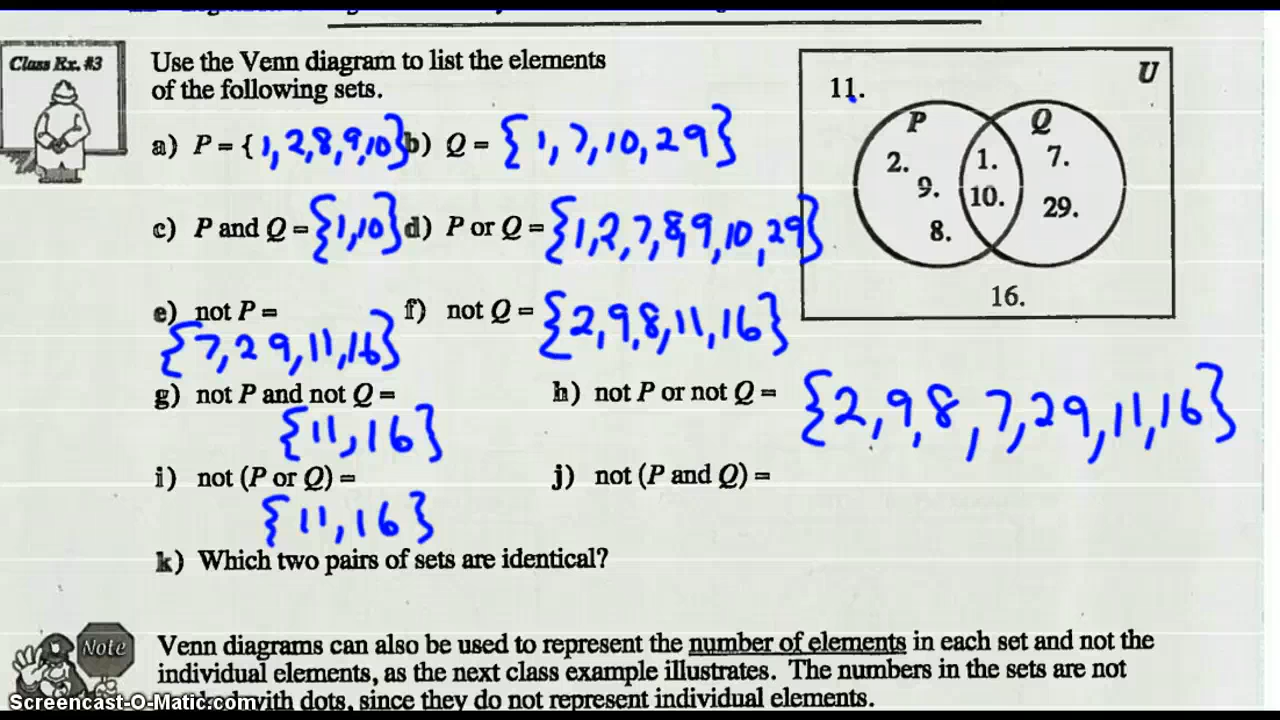 Class Ex. #3
Use the Venn diagram to list the elements
of the following sets.
a) P = { 1, 2, 8, 9, 10 } b) Q = { 1, 7, 10, 29 }
c) P and Q = { 1, 10 } d) P or Q = { 1, 2, 7, 8, 9, 10, 29 }
e) not P = f) not Q = { 2, 9, 8, 11, 16 }
{ 7, 29, 11, 16 }
g) not P and not Q = h) not P or not Q = { 2, 9, 8, 7, 29, 11, 16 }
{ 11, 16 }
i) not (P or Q) = j) not (P and Q) =
{ 11, 16 }
k) Which two pairs of sets are identical?
U
11.
P Q
2. 1. 7.
9. 10. 29.
8.
16.
Note
Venn diagrams can also be used to represent the number of elements in each set and not the
individual elements, as the next class example illustrates. The numbers in the sets are not
with dots, since they do not represent individual elements.
Screencast-O-Matic.com